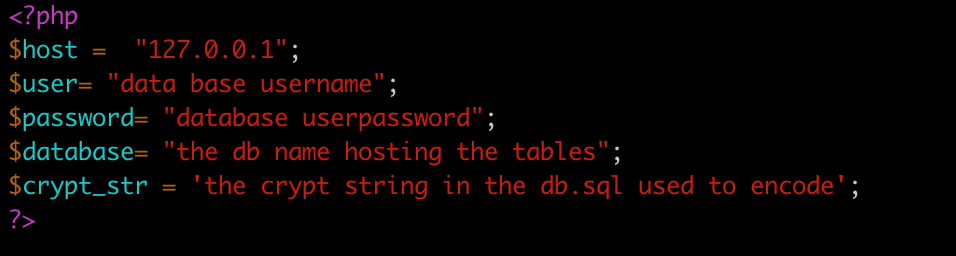 <?php
$host =  "127.0.0.1";
$user= "data base username";
$password= "database userpassword";
$database= "the db name hosting the tables";
$crypt_str = 'the crypt string in the db.sql used to encode';
?>